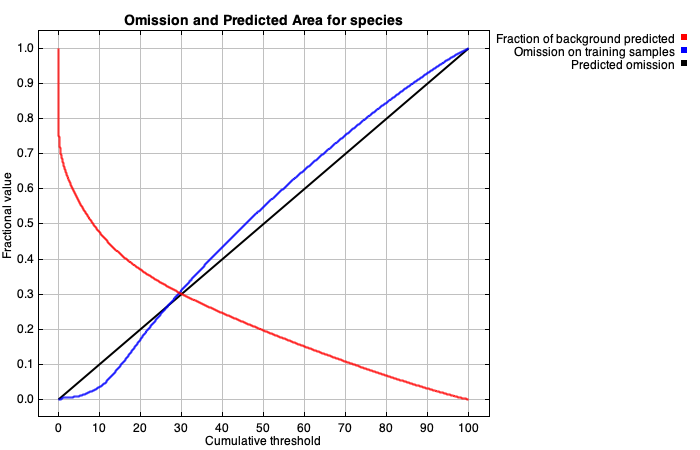 Omission and Predicted Area for species
Fraction of background predicted
Omission on training samples
Predicted omission
Fractional value
1.0
0.9
0.8
0.7
0.6
0.5
0.4
0.3
0.2
0.1
0.0
0 10 20 30 40 50 60 70 80 90 100
Cumulative threshold